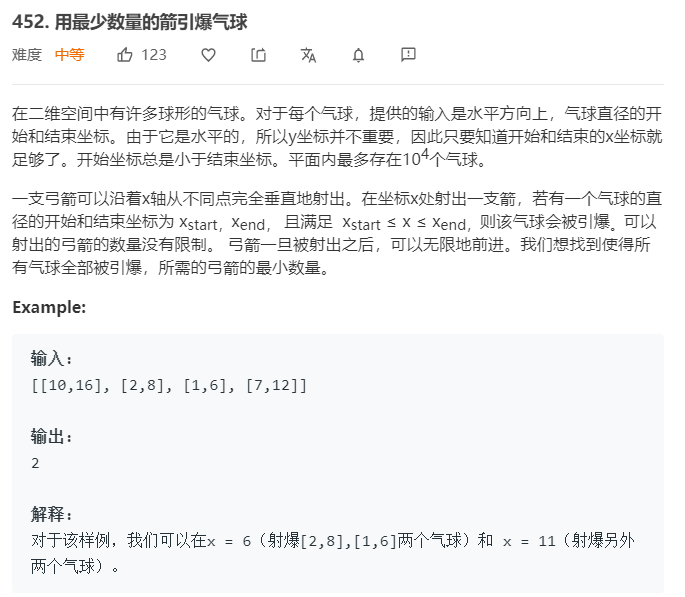 452. 用最少数量的箭引爆气球
难度 中等 123
在二维空间中有许多球形的气球。对于每个气球，提供的输入是水平方向上，气球直径的开
始和结束坐标。由于它是水平的，所以y坐标并不重要，因此只要知道开始和结束的x坐标就
足够了。开始坐标总是小于结束坐标。平面内最多存在10⁴个气球。
一支弓箭可以沿着x轴从不同点完全垂直地射出。在坐标x处射出一支箭，若有一个气球的直
径的开始和结束坐标为 xstart，xend， 且满足 xstart ≤ x ≤ xend，则该气球会被引爆。可以
射出的弓箭的数量没有限制。 弓箭一旦被射出之后，可以无限地前进。我们想找到使得所
有气球全部被引爆，所需的弓箭的最小数量。
Example:
输入:
[[10,16], [2,8], [1,6], [7,12]]
输出:
2
解释:
对于该样例，我们可以在x = 6（射爆[2,8],[1,6]两个气球）和 x = 11（射爆另外
两个气球）。